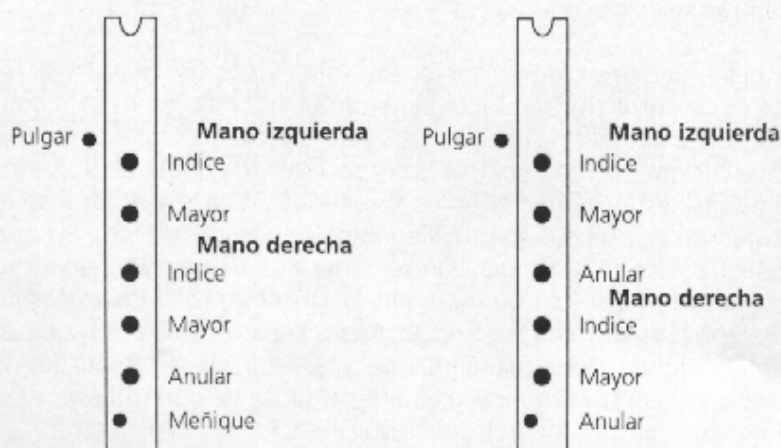 Mano izquierda
Pulgar
Indice
Mayor
Mano derecha
Indice
Mayor
Anular
Meñique
Mano izquierda
Pulgar
Indice
Mayor
Anular
Mano derecha
Indice
Mayor
Anular